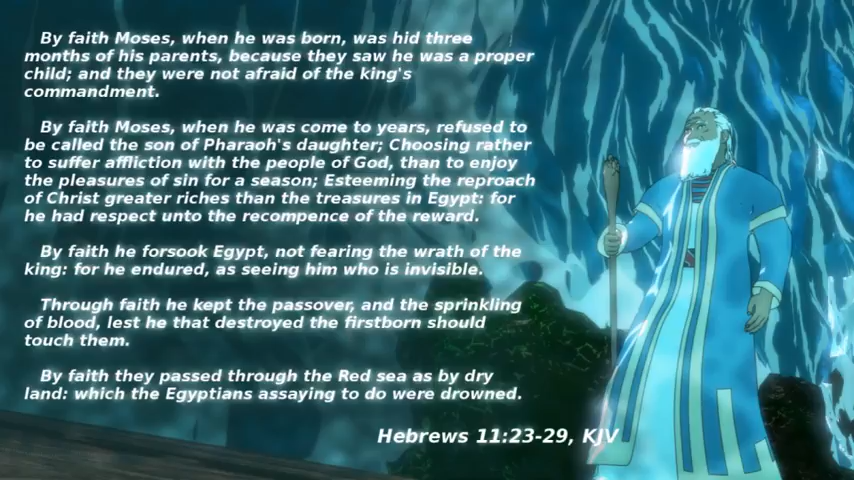 By faith Moses, when he was born, was hid three
months of his parents, because they saw he was a proper
child; and they were not afraid of the king's
commandment.
By faith Moses, when he was come to years, refused to
be called the son of Pharaoh's daughter; Choosing rather
to suffer affliction with the people of God, than to enjoy
the pleasures of sin for a season; Esteeming the reproach
of Christ greater riches than the treasures in Egypt: for
he had respect unto the recompence of the reward.
By faith he forsook Egypt, not fearing the wrath of the
king: for he endured, as seeing him who is invisible.
Through faith he kept the passover, and the sprinkling
of blood, lest he that destroyed the firstborn should
touch them.
By faith they passed through the Red sea as by dry
land: which the Egyptians assaying to do were drowned.
Hebrews 11:23-29, KJV